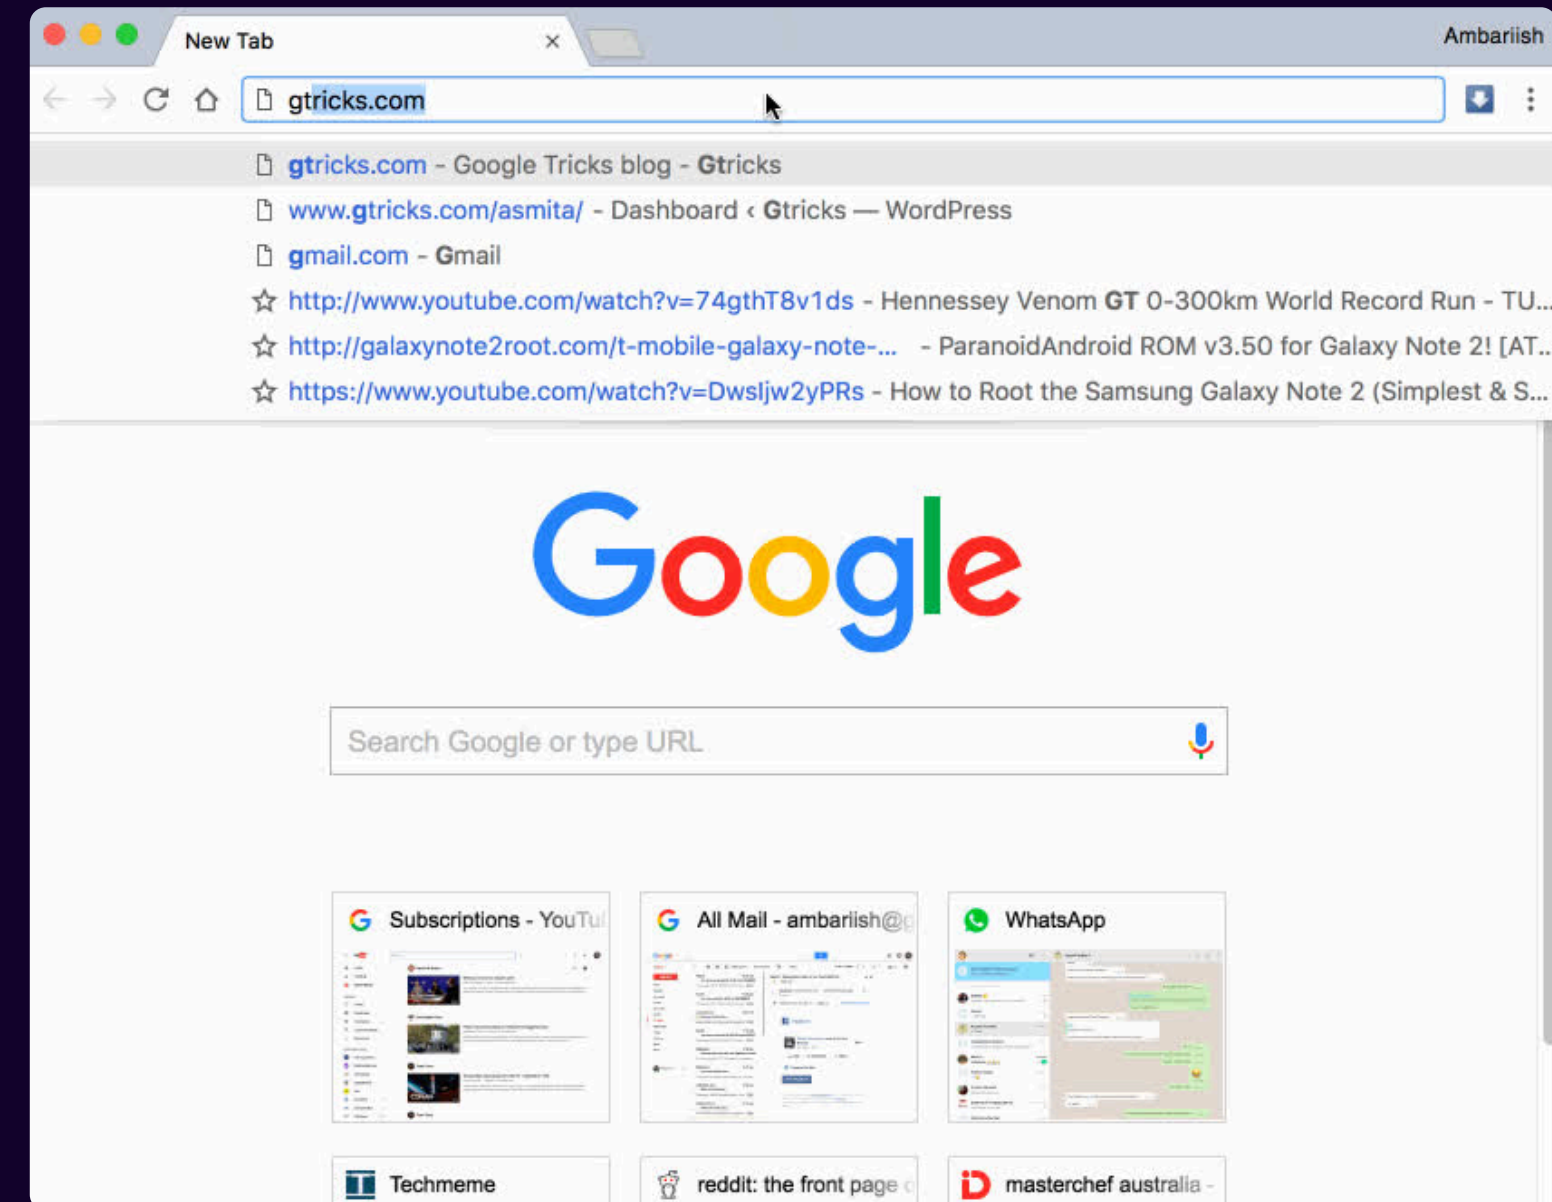 New Tab
Ambariish
gtricks.com
gtricks.com - Google Tricks blog - Gtricks
www.gtricks.com/asmita/ - Dashboard ‹ Gtricks — WordPress
gmail.com - Gmail
http://www.youtube.com/watch?v=74gthT8v1ds - Hennessey Venom GT 0-300km World Record Run - TU...
http://galaxynote2root.com/t-mobile-galaxy-note-... - ParanoidAndroid ROM v3.50 for Galaxy Note 2! [AT...
https://www.youtube.com/watch?v=DwsIjw2yPRs - How to Root the Samsung Galaxy Note 2 (Simplest & S...
Google
Search Google or type URL
Subscriptions - YouTu
All Mail - ambariish@g
WhatsApp
Techmeme
reddit: the front page
masterchef australia -